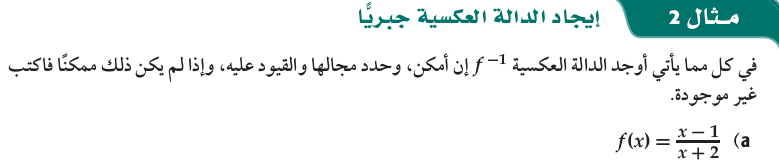 مثال 2 إيجاد الدالة العكسية جبريًّا
في كل مما يأتي أوجد الدالة العكسية f −1 إن أمكن، وحدد مجالها والقيود عليه، وإذا لم يكن ذلك ممكنًا فاكتب
غير موجودة.
(a f(x) = x − 1 / x + 2